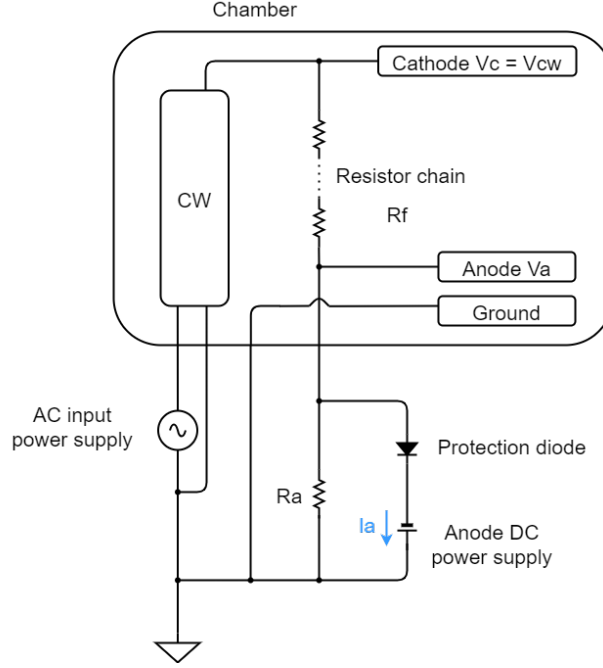 Chamber
Cathode Vc = Vcw
CW
Resistor chain
Rf
Anode Va
Ground
AC input
power supply
Protection diode
Ra
Ia
Anode DC
power supply